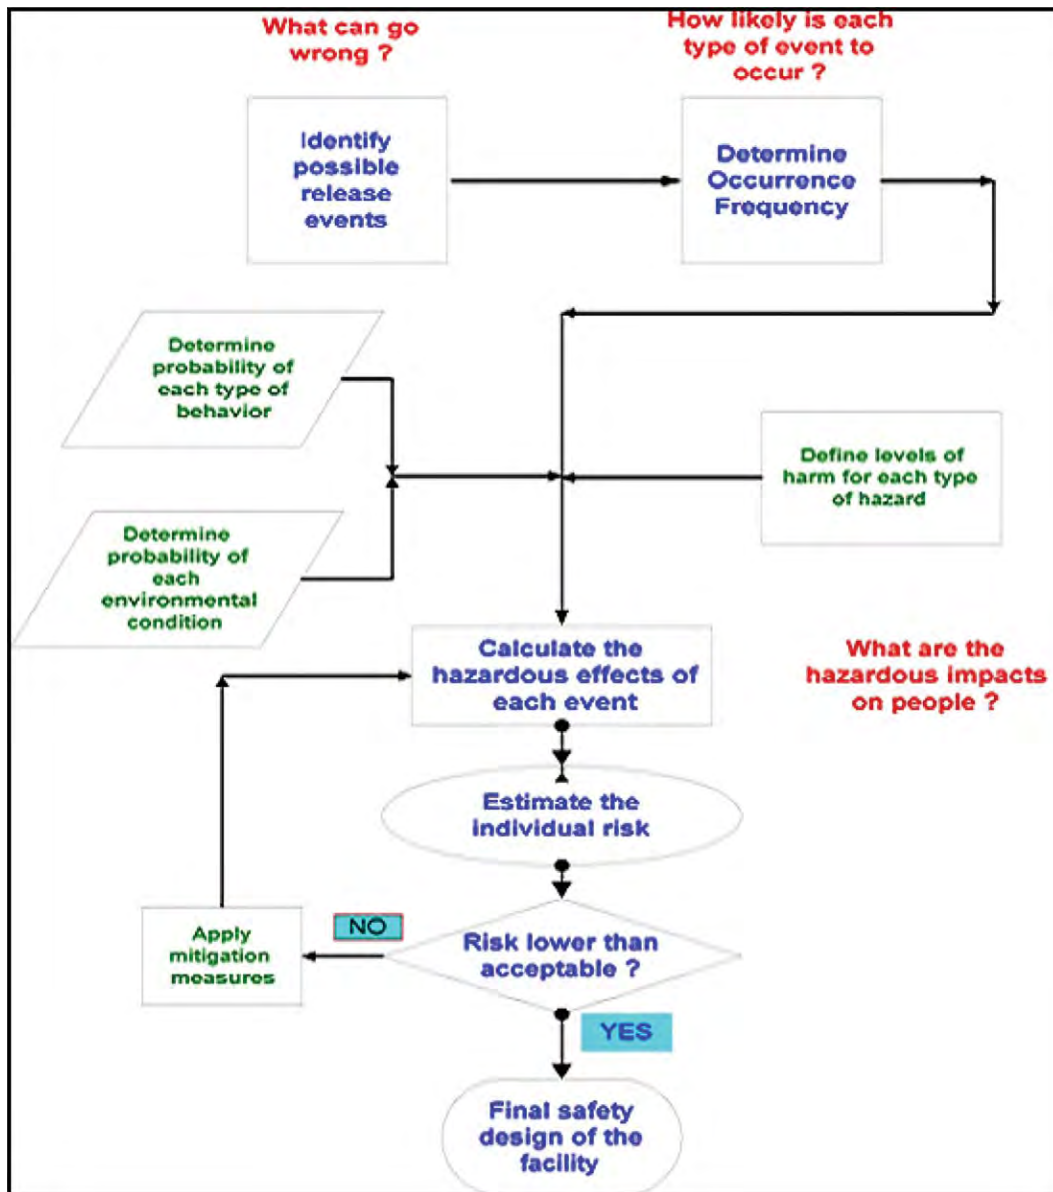 What can go
wrong ?
How likely is each
type of event to
occur ?
Identify
possible
release
events
Determine
Occurrence
Frequency
Determine
probability of
each type of
behavior
Define levels of
harm for each type
of hazard
Determine
probability of
each
environmental
condition
Calculate the
hazardous effects of
each event
What are the
hazardous impacts
on people ?
Estimate the
individual risk
NO
Apply
mitigation
measures
Risk lower than
acceptable ?
YES
Final safety
design of the
facility